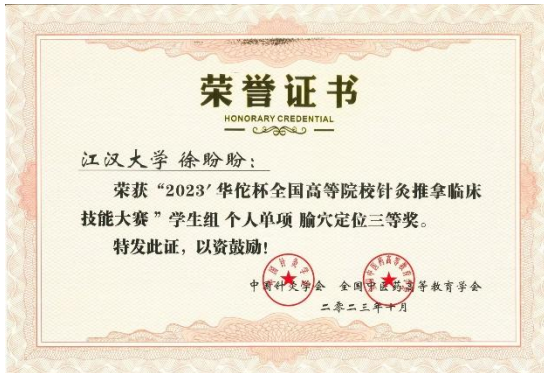 荣誉证书
HONORARY CREDENTIAL
江汉大学 徐盼盼：
荣获“2023′华佗杯全国高等院校针灸推拿临床
技能大赛”学生组 个人单项 腧穴定位三等奖。
特发此证，以资鼓励！
中国针灸学会 全国中医药高等教育学会
二零二三年十月